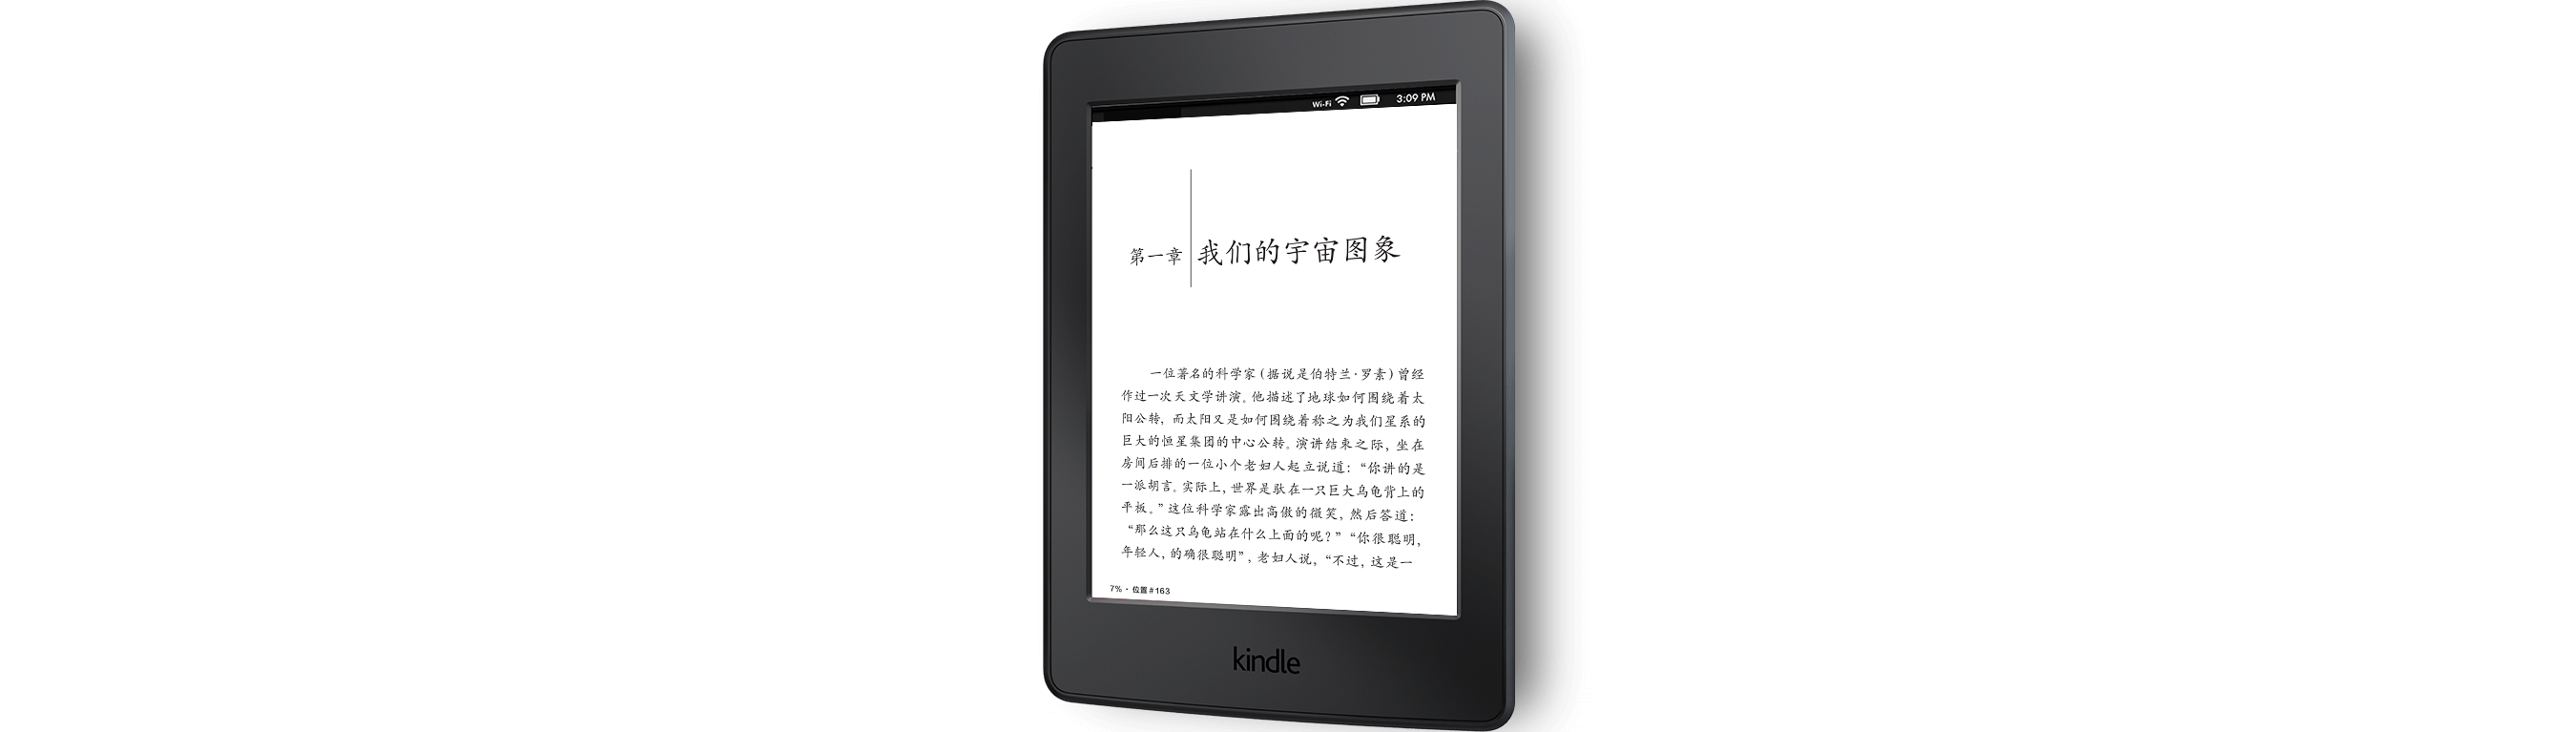 Wi-Fi 3:09 PM
第一章 我们的宇宙图象
一位著名的科学家(据说是伯特兰·罗素)曾经
作过一次天文学讲演。他描述了地球如何围绕着太
阳公转,而太阳又是如何围绕着称之为我们星系的
巨大的恒星集团的中心公转。演讲结束之际,坐在
房间后排的一位小个老妇人起立说道:“你讲的是
一派胡言。实际上,世界是驮在一只巨大乌龟背上的
平板。”这位科学家露出高傲的微笑,然后答道:
“那么这只乌龟站在什么上面的呢?”“你很聪明,
年轻人,的确很聪明”,老妇人说,“不过,这是一
7% · 位置#163
kindle